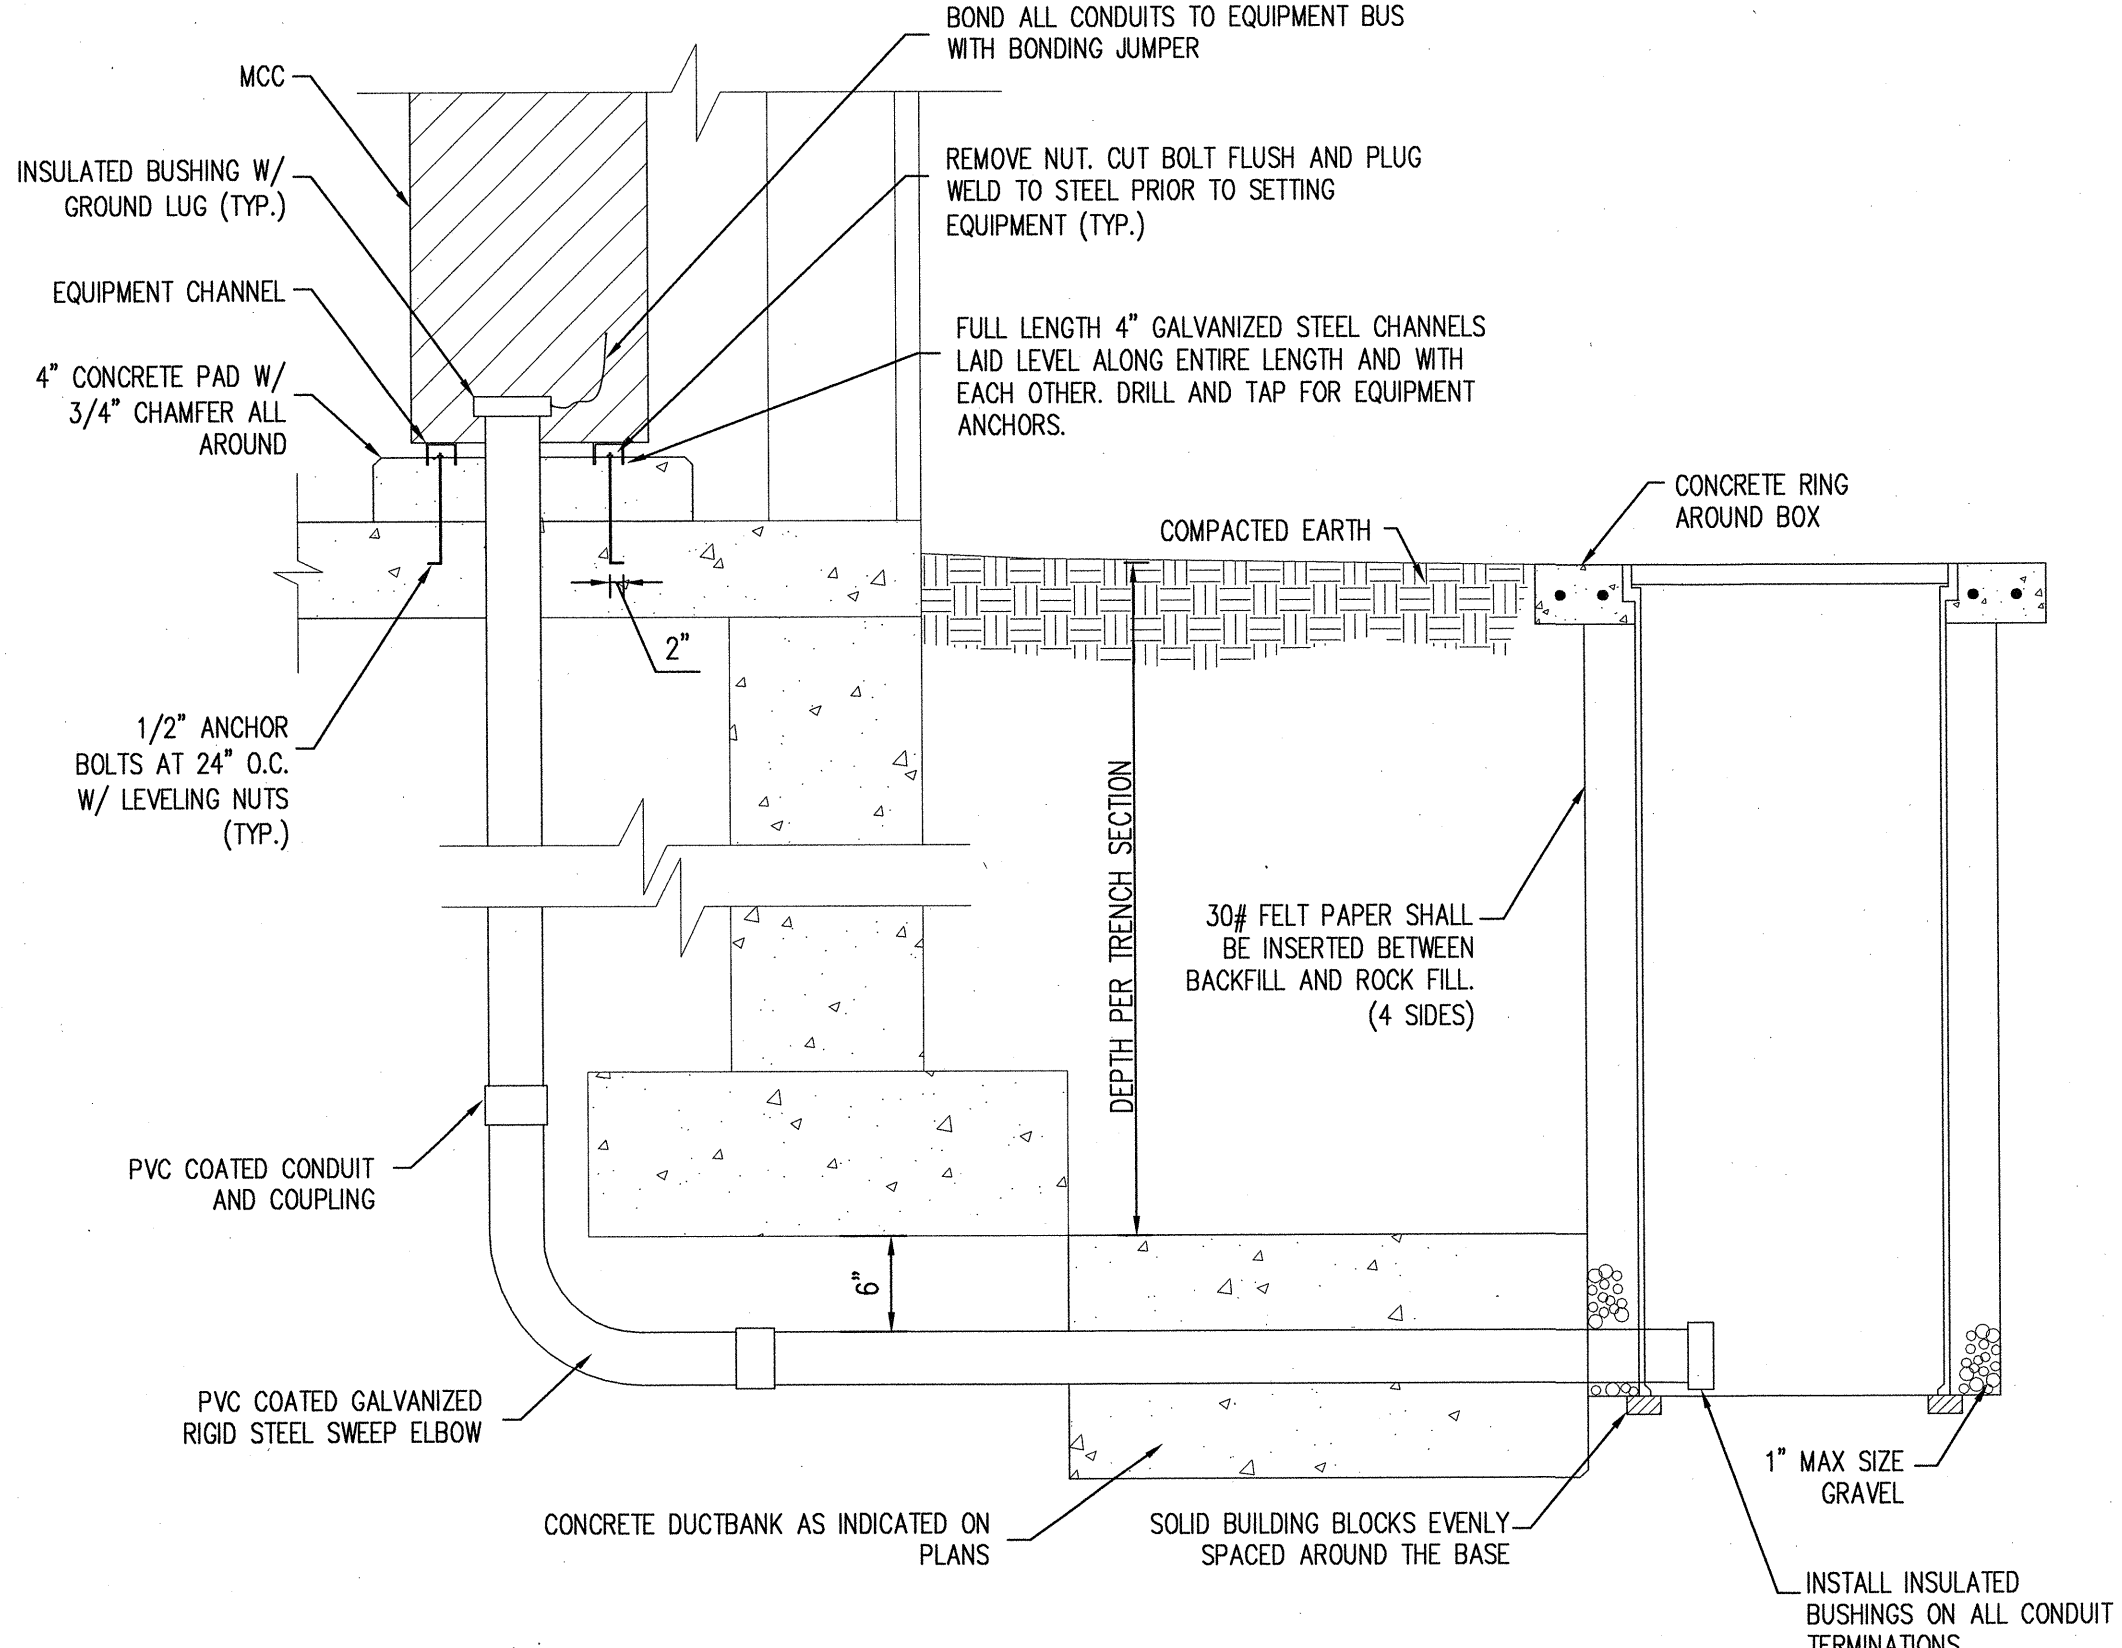 BOND ALL CONDUITS TO EQUIPMENT BUS
WITH BONDING JUMPER
MCC
REMOVE NUT. CUT BOLT FLUSH AND PLUG
WELD TO STEEL PRIOR TO SETTING
EQUIPMENT (TYP.)
INSULATED BUSHING W/
GROUND LUG (TYP.)
EQUIPMENT CHANNEL
FULL LENGTH 4" GALVANIZED STEEL CHANNELS
LAID LEVEL ALONG ENTIRE LENGTH AND WITH
EACH OTHER. DRILL AND TAP FOR EQUIPMENT
ANCHORS.
4" CONCRETE PAD W/
3/4" CHAMFER ALL
AROUND
CONCRETE RING
AROUND BOX
COMPACTED EARTH
2"
1/2" ANCHOR
BOLTS AT 24" O.C.
W/ LEVELING NUTS
(TYP.)
DEPTH PER TRENCH SECTION
30# FELT PAPER SHALL
BE INSERTED BETWEEN
BACKFILL AND ROCK FILL.
(4 SIDES)
PVC COATED CONDUIT
AND COUPLING
6"
PVC COATED GALVANIZED
RIGID STEEL SWEEP ELBOW
1" MAX SIZE
GRAVEL
CONCRETE DUCTBANK AS INDICATED ON
PLANS
SOLID BUILDING BLOCKS EVENLY
SPACED AROUND THE BASE
INSTALL INSULATED
BUSHINGS ON ALL CONDUIT
TERMINATIONS